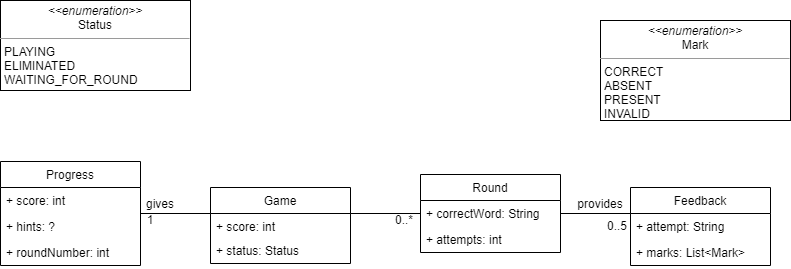 <<enumeration>>
Status
PLAYING
ELIMINATED
WAITING_FOR_ROUND
<<enumeration>>
Mark
CORRECT
ABSENT
PRESENT
INVALID
Progress
+ score: int
+ hints: ?
+ roundNumber: int
gives
1
Game
+ score: int
+ status: Status
0..*
Round
+ correctWord: String
+ attempts: int
provides
0..5
Feedback
+ attempt: String
+ marks: List<Mark>